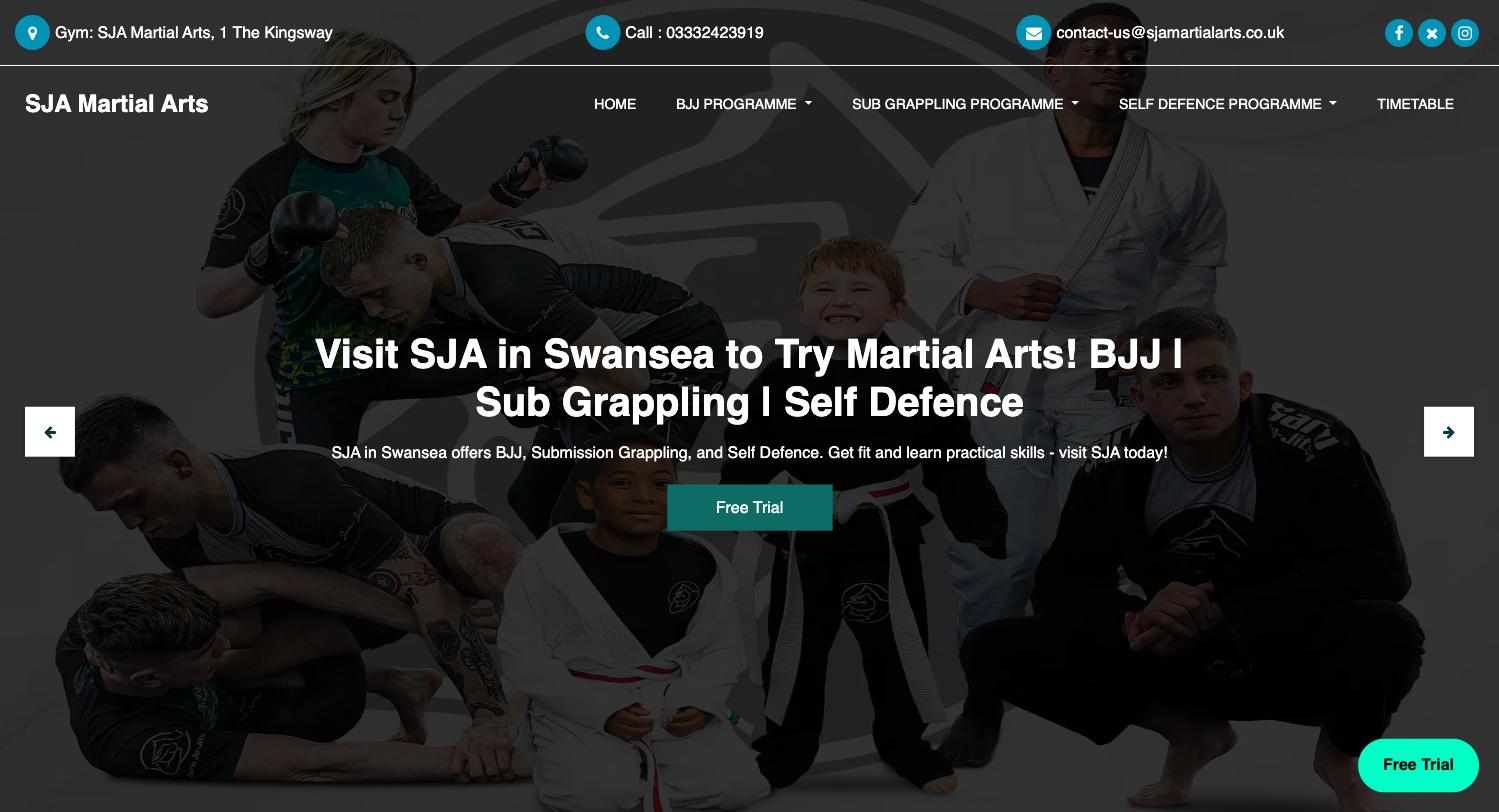 Gym: SJA Martial Arts, 1 The Kingsway
Call : 03332423919
contact-us@sjamartialarts.co.uk
SJA Martial Arts
HOME
BJJ PROGRAMME
SUB GRAPPLING PROGRAMME
SELF DEFENCE PROGRAMME
TIMETABLE
Visit SJA in Swansea to Try Martial Arts! BJJ |
Sub Grappling | Self Defence
SJA in Swansea offers BJJ, Submission Grappling, and Self Defence. Get fit and learn practical skills - visit SJA today!
Free Trial
Free Trial